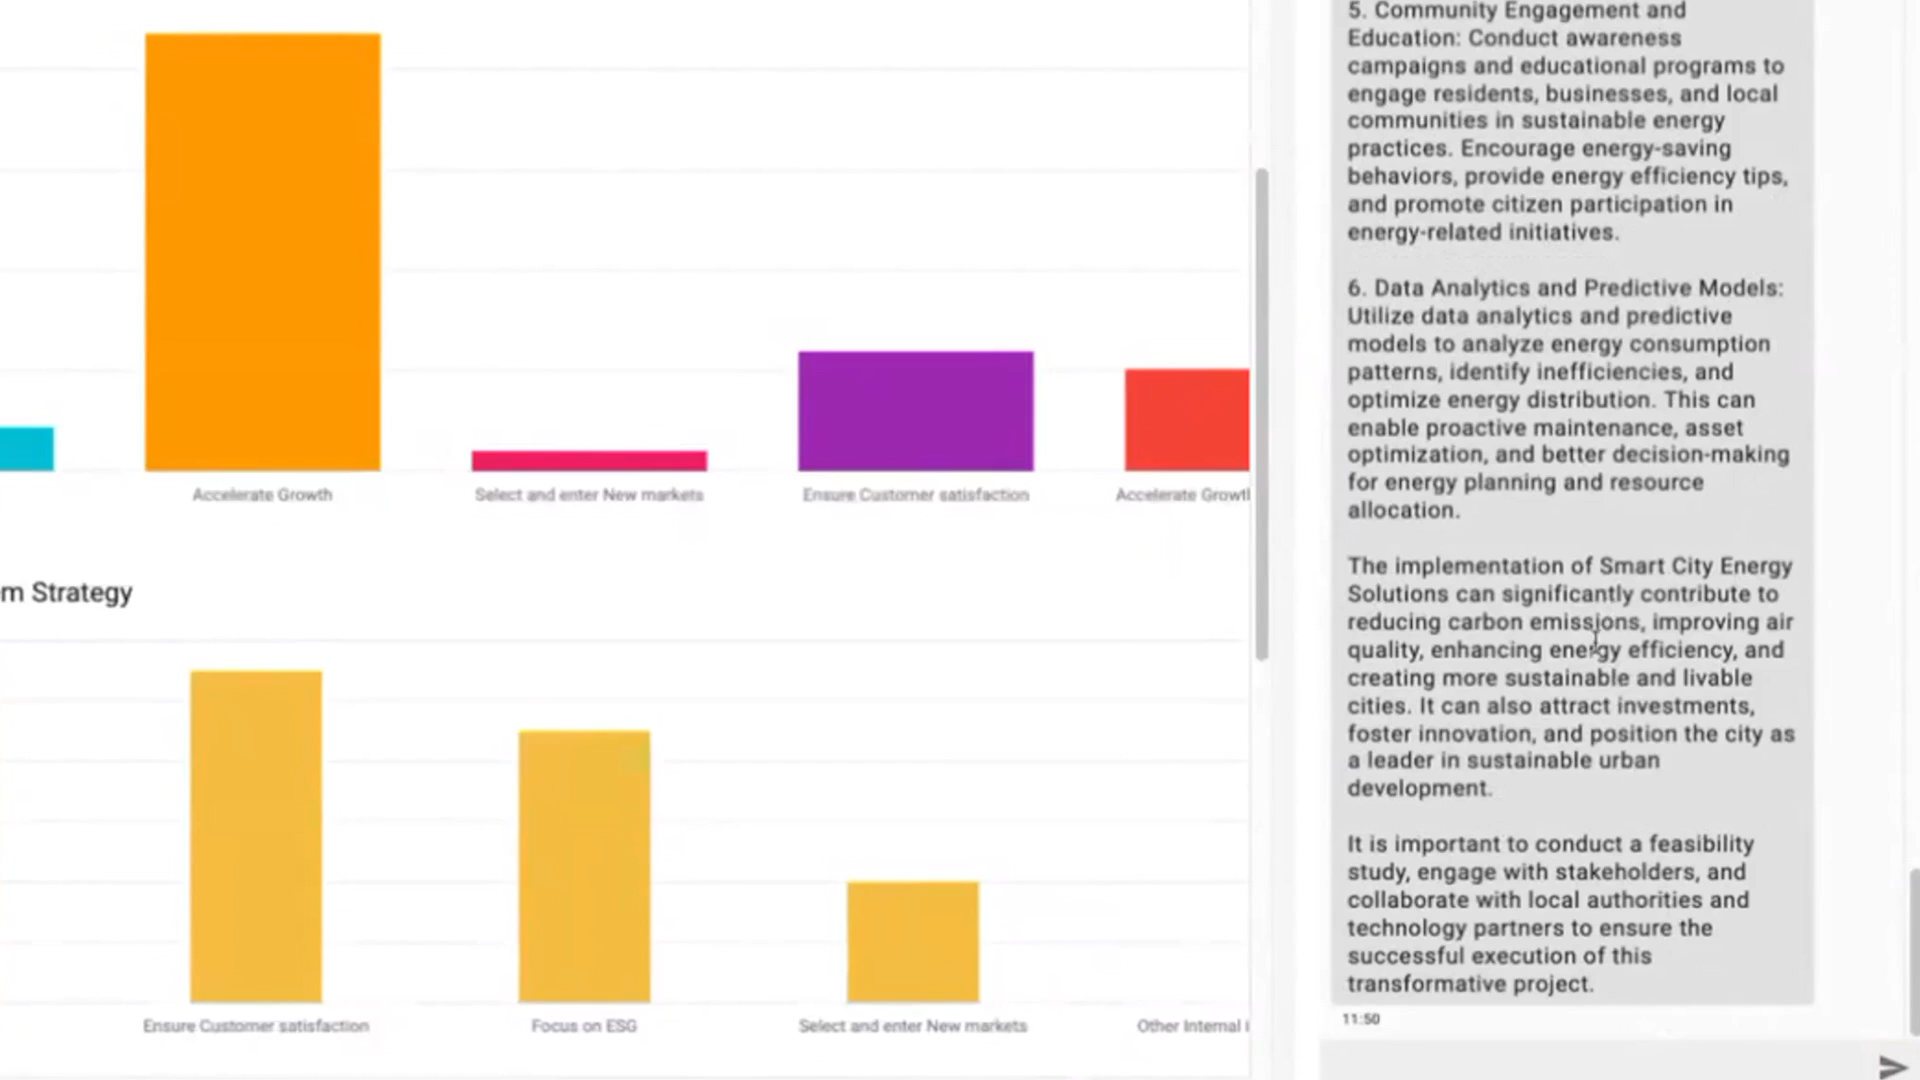 Accelerate Growth
Select and enter New markets
Ensure Customer satisfaction
Accelerate Growt
m Strategy
Ensure Customer satisfaction
Focus on ESG
Select and enter New markets
Other Internal
5. Community Engagement and
Education: Conduct awareness
campaigns and educational programs to
engage residents, businesses, and local
communities in sustainable energy
practices. Encourage energy-saving
behaviors, provide energy efficiency tips,
and promote citizen participation in
energy-related initiatives.
6. Data Analytics and Predictive Models:
Utilize data analytics and predictive
models to analyze energy consumption
patterns, identify inefficiencies, and
optimize energy distribution. This can
enable proactive maintenance, asset
optimization, and better decision-making
for energy planning and resource
allocation.
The implementation of Smart City Energy
Solutions can significantly contribute to
reducing carbon emissions, improving air
quality, enhancing energy efficiency, and
creating more sustainable and livable
cities. It can also attract investments,
foster innovation, and position the city as
a leader in sustainable urban
development.
It is important to conduct a feasibility
study, engage with stakeholders, and
collaborate with local authorities and
technology partners to ensure the
successful execution of this
transformative project.
11:50